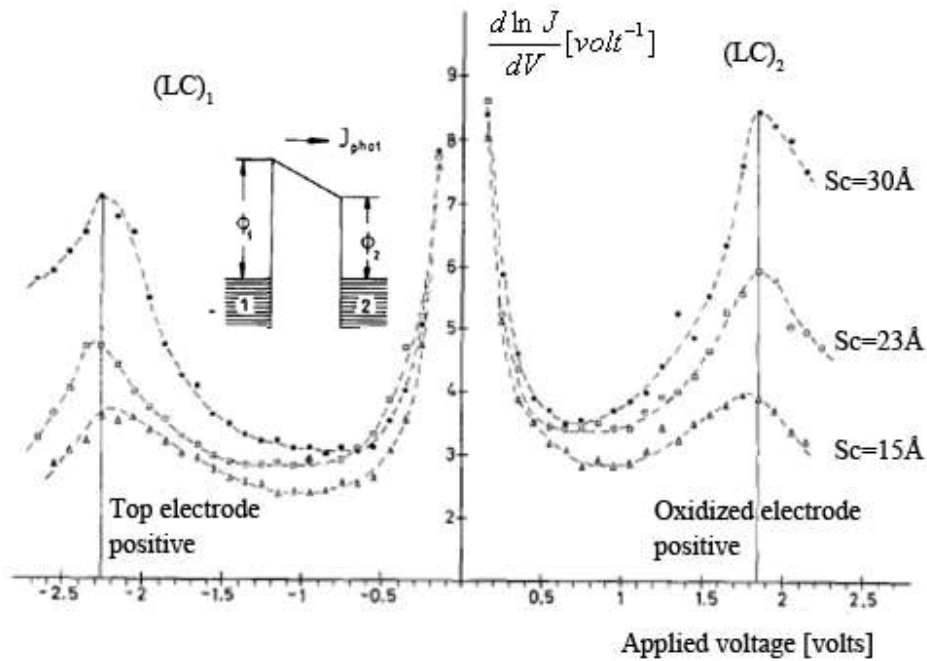 d ln J
dV
[volt⁻¹]
(LC)₁
(LC)₂
J phot
Φ₁
Φ₂
1
2
9
8
7
6
5
4
3
2
Sc=30Å
Sc=23Å
Sc=15Å
Top electrode
positive
Oxidized electrode
positive
-2.5 -2 -1.5 -1 -0.5 0.5 1 1.5 2 2.5
Applied voltage [volts]